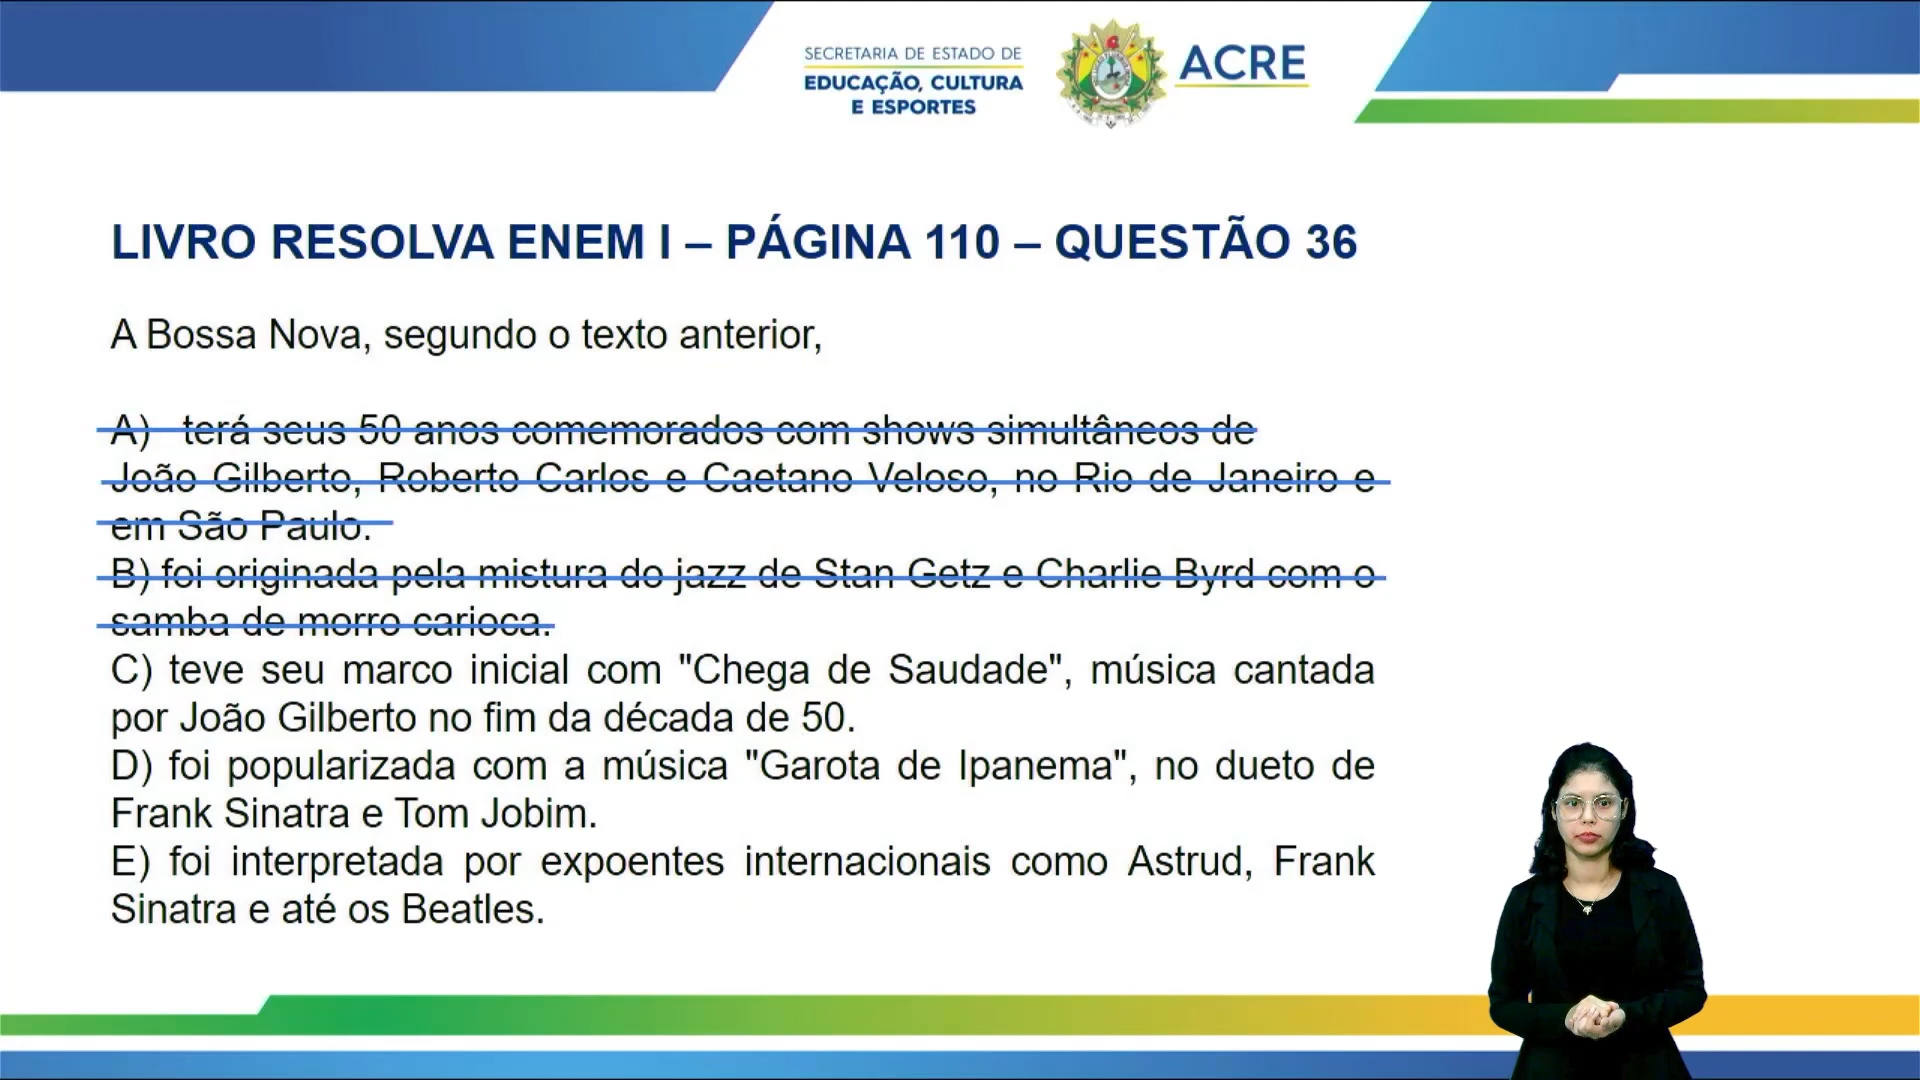 SECRETARIA DE ESTADO DE
EDUCAÇÃO, CULTURA
E ESPORTES
ACRE
LIVRO RESOLVA ENEM I – PÁGINA 110 – QUESTÃO 36
A Bossa Nova, segundo o texto anterior,
A) terá seus 50 anos comemorados com shows simultâneos de
João Gilberto, Roberto Carlos e Caetano Veloso, no Rio de Janeiro e
em São Paulo.
B) foi originada pela mistura do jazz de Stan Getz e Charlie Byrd com o
samba de morro carioca.
C) teve seu marco inicial com "Chega de Saudade", música cantada
por João Gilberto no fim da década de 50.
D) foi popularizada com a música "Garota de Ipanema", no dueto de
Frank Sinatra e Tom Jobim.
E) foi interpretada por expoentes internacionais como Astrud, Frank
Sinatra e até os Beatles.